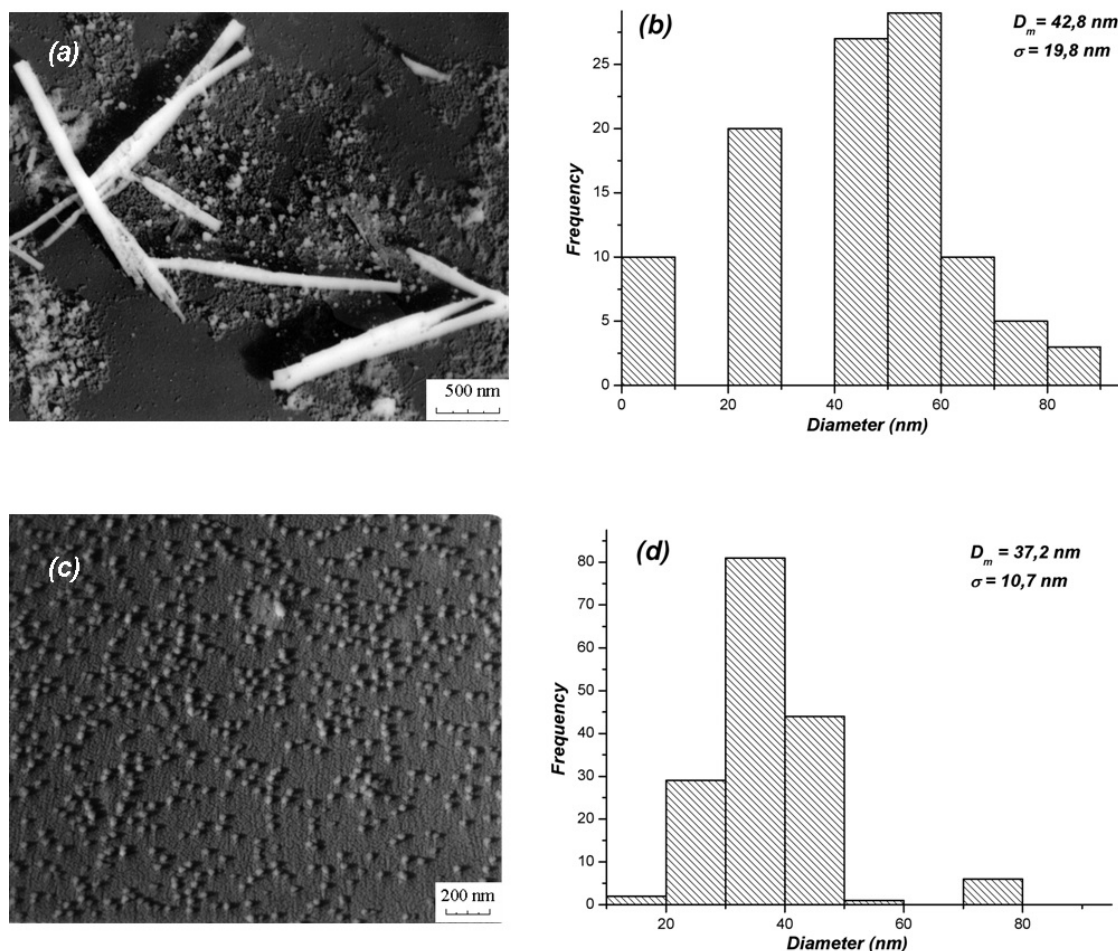 (a)
500 nm
(b)
D_m = 42,8 nm
σ = 19,8 nm
25
20
15
10
5
0
Frequency
0 20 40 60 80
Diameter (nm)
(c)
200 nm
(d)
D_m = 37,2 nm
σ = 10,7 nm
80
70
60
50
40
30
20
10
0
Frequency
20 40 60 80
Diameter (nm)